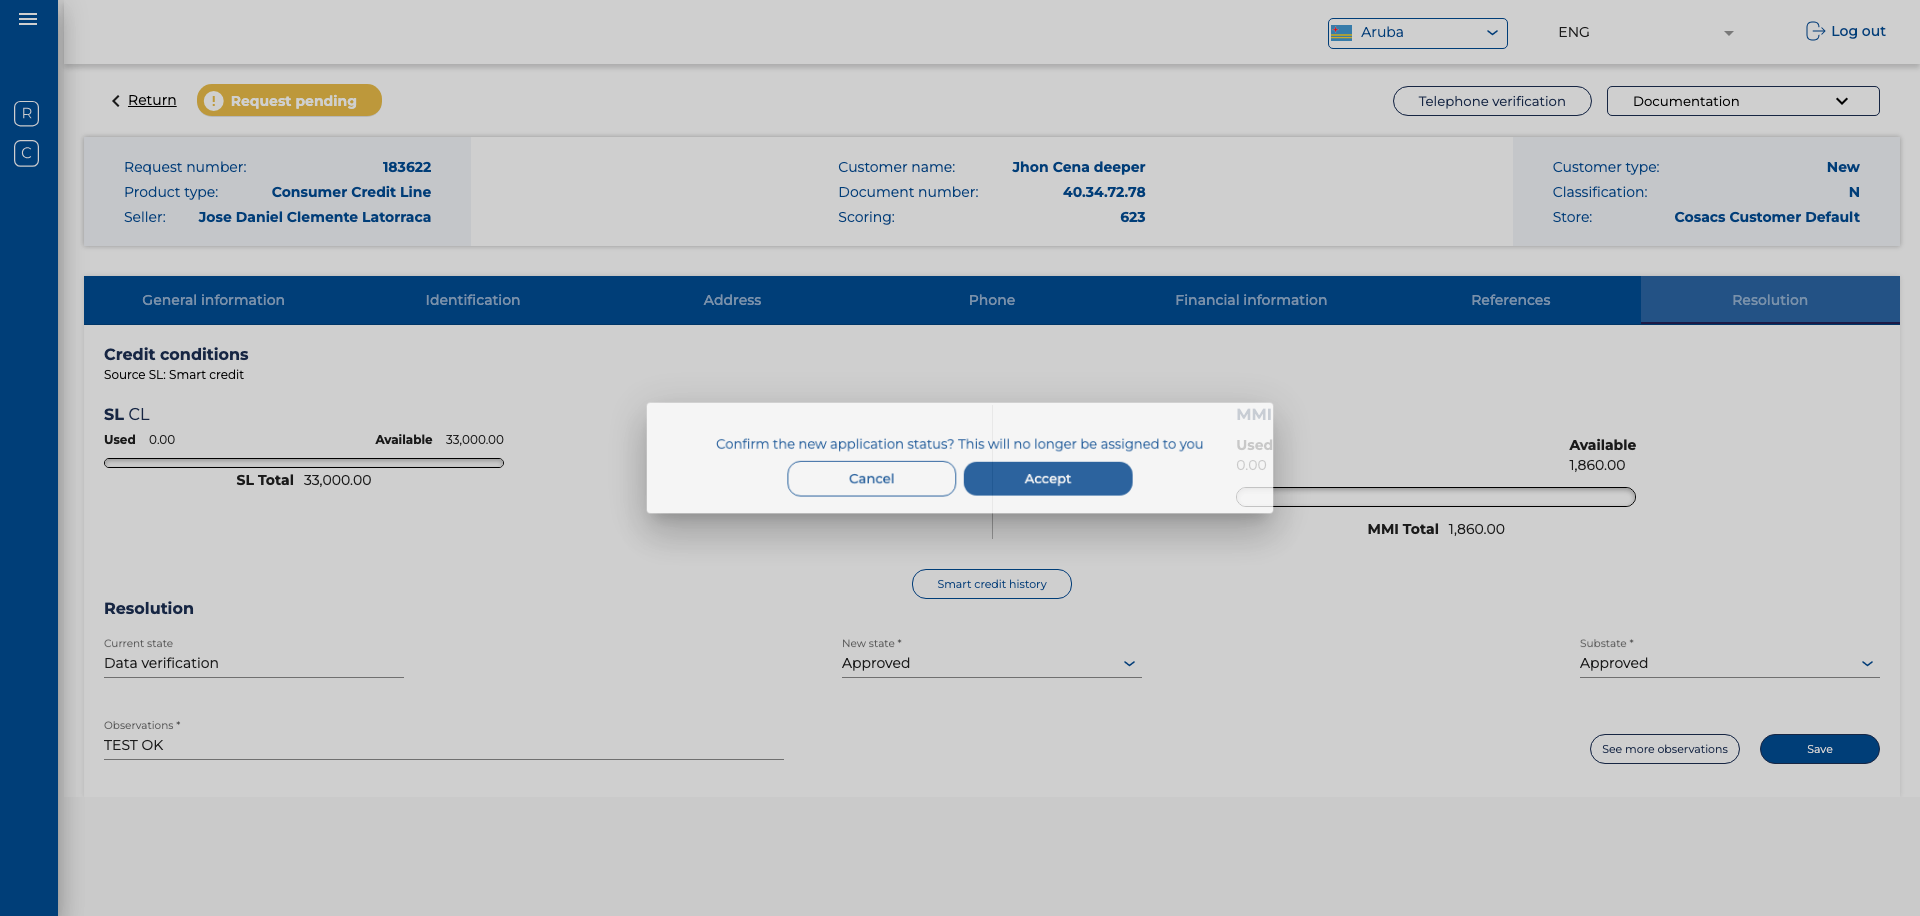 Aruba
ENG
Log out
R
C
Return
! Request pending
Telephone verification
Documentation
Request number: 183622
Product type: Consumer Credit Line
Seller: Jose Daniel Clemente Latorraca
Customer name: Jhon Cena deeper
Document number: 40.34.72.78
Scoring: 623
Customer type: New
Classification: N
Store: Cosacs Customer Default
General information
Identification
Address
Phone
Financial information
References
Resolution
Credit conditions
Source SL: Smart credit
SL CL
Used 0.00 Available 33,000.00
SL Total 33,000.00
Confirm the new application status? This will no longer be assigned to you
Cancel
Accept
MMI
Used Available
0.00 1,860.00
MMI Total 1,860.00
Smart credit history
Resolution
Current state
Data verification
New state *
Approved
Substate *
Approved
Observations *
TEST OK
See more observations
Save